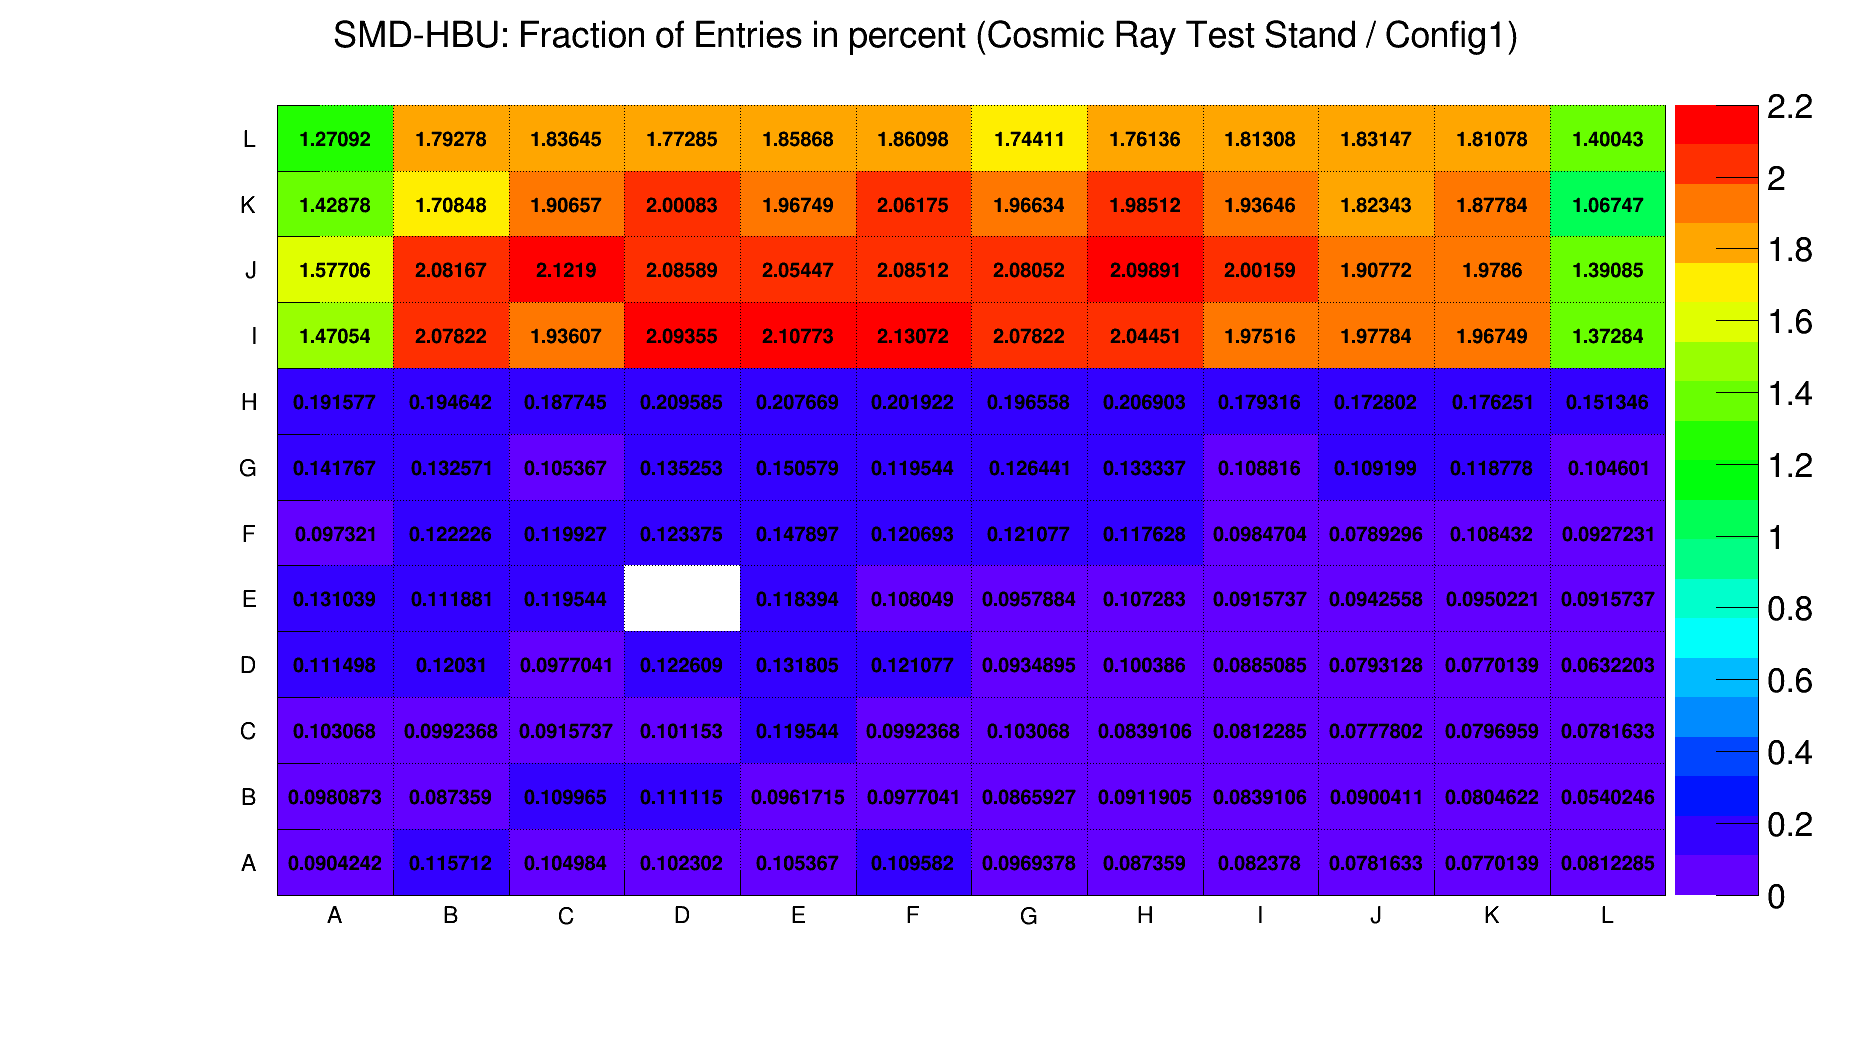 SMD-HBU: Fraction of Entries in percent (Cosmic Ray Test Stand / Config1)
L 1.27092 1.79278 1.83645 1.77285 1.85868 1.86098 1.74411 1.76136 1.81308 1.83147 1.81078 1.40043 2.2
K 1.42878 1.70848 1.90657 2.00083 1.96749 2.06175 1.96634 1.98512 1.93646 1.82343 1.87784 1.06747 2
J 1.57706 2.08167 2.1219 2.08589 2.05447 2.08512 2.08052 2.09891 2.00159 1.90772 1.9786 1.39085 1.8
I 1.47054 2.07822 1.93607 2.09355 2.10773 2.13072 2.07822 2.04451 1.97516 1.97784 1.96749 1.37284 1.6
H 0.191577 0.194642 0.187745 0.209585 0.207669 0.201922 0.196558 0.206903 0.179316 0.172802 0.176251 0.151346 1.4
G 0.141767 0.132571 0.105367 0.135253 0.150579 0.119544 0.126441 0.133337 0.108816 0.109199 0.118778 0.104601 1.2
F 0.097321 0.122226 0.119927 0.123375 0.147897 0.120693 0.121077 0.117628 0.0984704 0.0789296 0.108432 0.0927231 1
E 0.131039 0.111881 0.119544 0.118394 0.108049 0.0957884 0.107283 0.0915737 0.0942558 0.0950221 0.0915737 0.8
D 0.111498 0.12031 0.0977041 0.122609 0.131805 0.121077 0.0934895 0.100386 0.0885085 0.0793128 0.0770139 0.0632203 0.6
C 0.103068 0.0992368 0.0915737 0.101153 0.119544 0.0992368 0.103068 0.0839106 0.0812285 0.0777802 0.0796959 0.0781633 0.4
B 0.0980873 0.087359 0.109965 0.111115 0.0961715 0.0977041 0.0865927 0.0911905 0.0839106 0.0900411 0.0804622 0.0540246 0.2
A 0.0904242 0.115712 0.104984 0.102302 0.105367 0.109582 0.0969378 0.087359 0.082378 0.0781633 0.0770139 0.0812285 0
A B C D E F G H I J K L